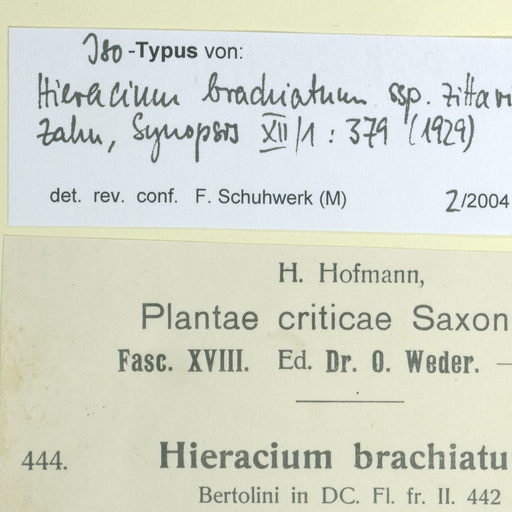 Iso-Typus von:
Hieracium brachiatum ssp.
Zahn, Synopsis XII/1 : 379 (1929)
det. rev. conf. F. Schuhwerk (M) 2/2004
H. Hofmann,
Plantae criticae Saxon
Fasc. XVIII. Ed. Dr. O. Weder. —
444. Hieracium brachiatu
Bertolini in DC. Fl. fr. II. 442